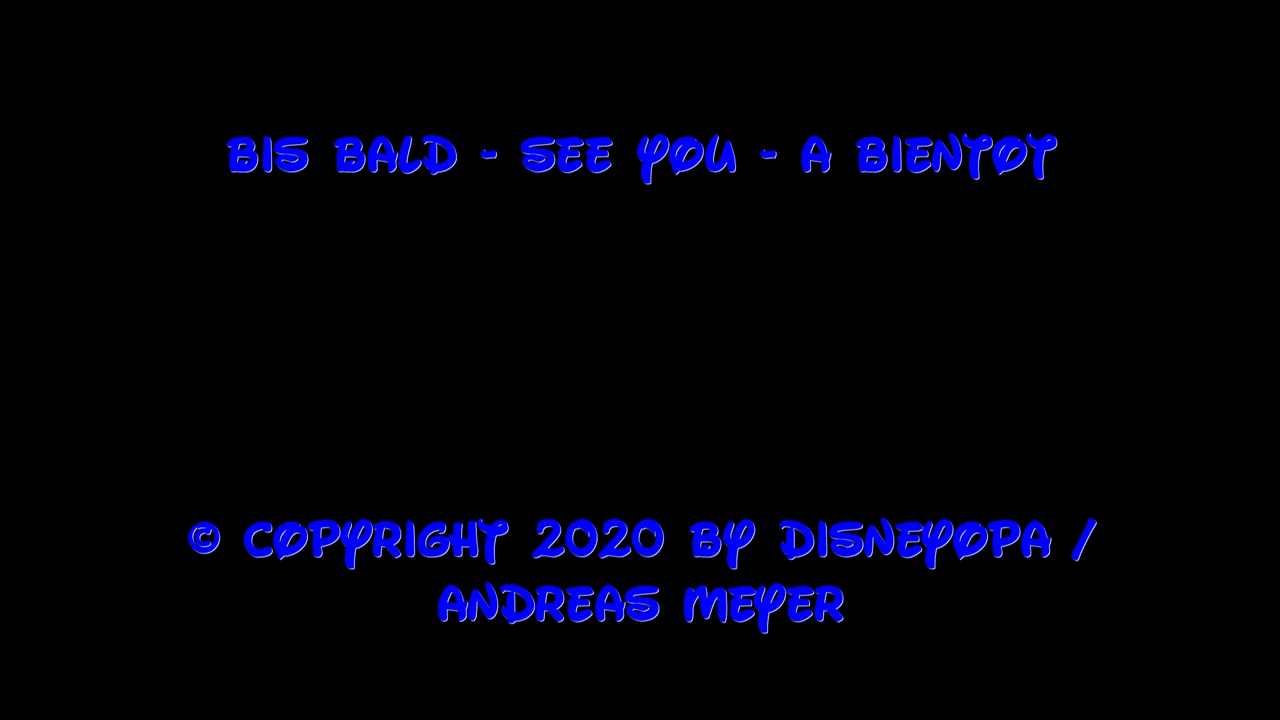 BIS BALD - SEE YOU - A BIENTOT
© COPYRIGHT 2020 BY DISNEYOPA /
ANDREAS MEYER